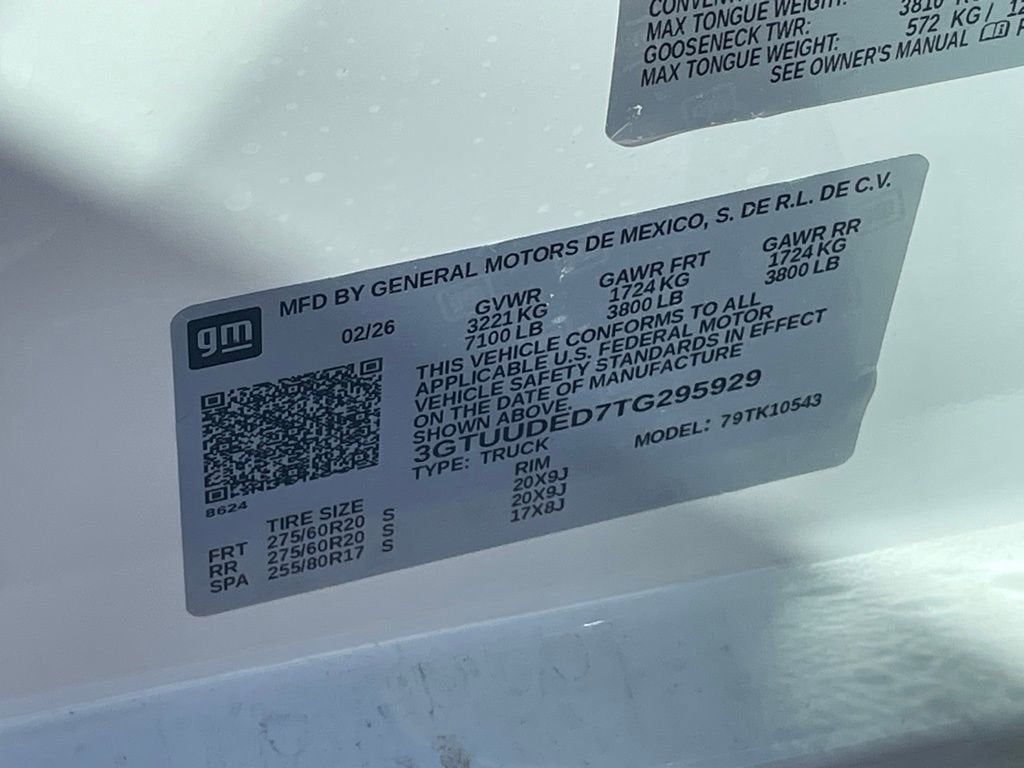 MAX TONGUE WEIGHT:
GOOSENECK TWR: 572 KG/
MAX TONGUE WEIGHT:
SEE OWNER'S MANUAL
MFD BY GENERAL MOTORS DE MEXICO, S. DE R.L. DE C.V.
gm
02/26
GVWR GAWR FRT GAWR RR
3221 KG 1724 KG 1724 KG
7100 LB 3800 LB 3800 LB
THIS VEHICLE CONFORMS TO ALL
APPLICABLE U.S. FEDERAL MOTOR
VEHICLE SAFETY STANDARDS IN EFFECT
ON THE DATE OF MANUFACTURE
SHOWN ABOVE.
3GTUUDED7TG295929
TYPE: TRUCK MODEL: 79TK10543
8624
TIRE SIZE RIM
FRT 275/60R20 S 20X9J
RR 275/60R20 S 20X9J
SPA 255/80R17 S 17X8J